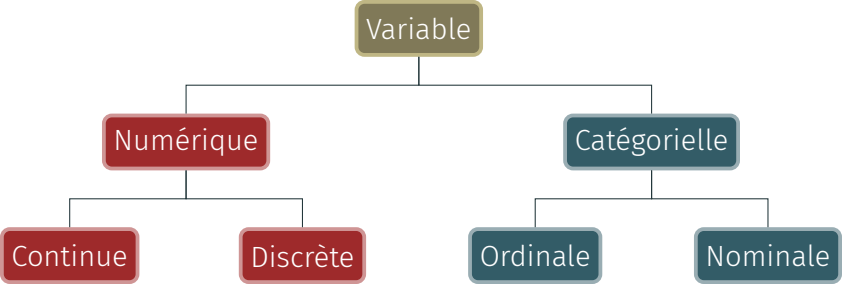 Variable
Numérique
Catégorielle
Continue
Discrète
Ordinale
Nominale